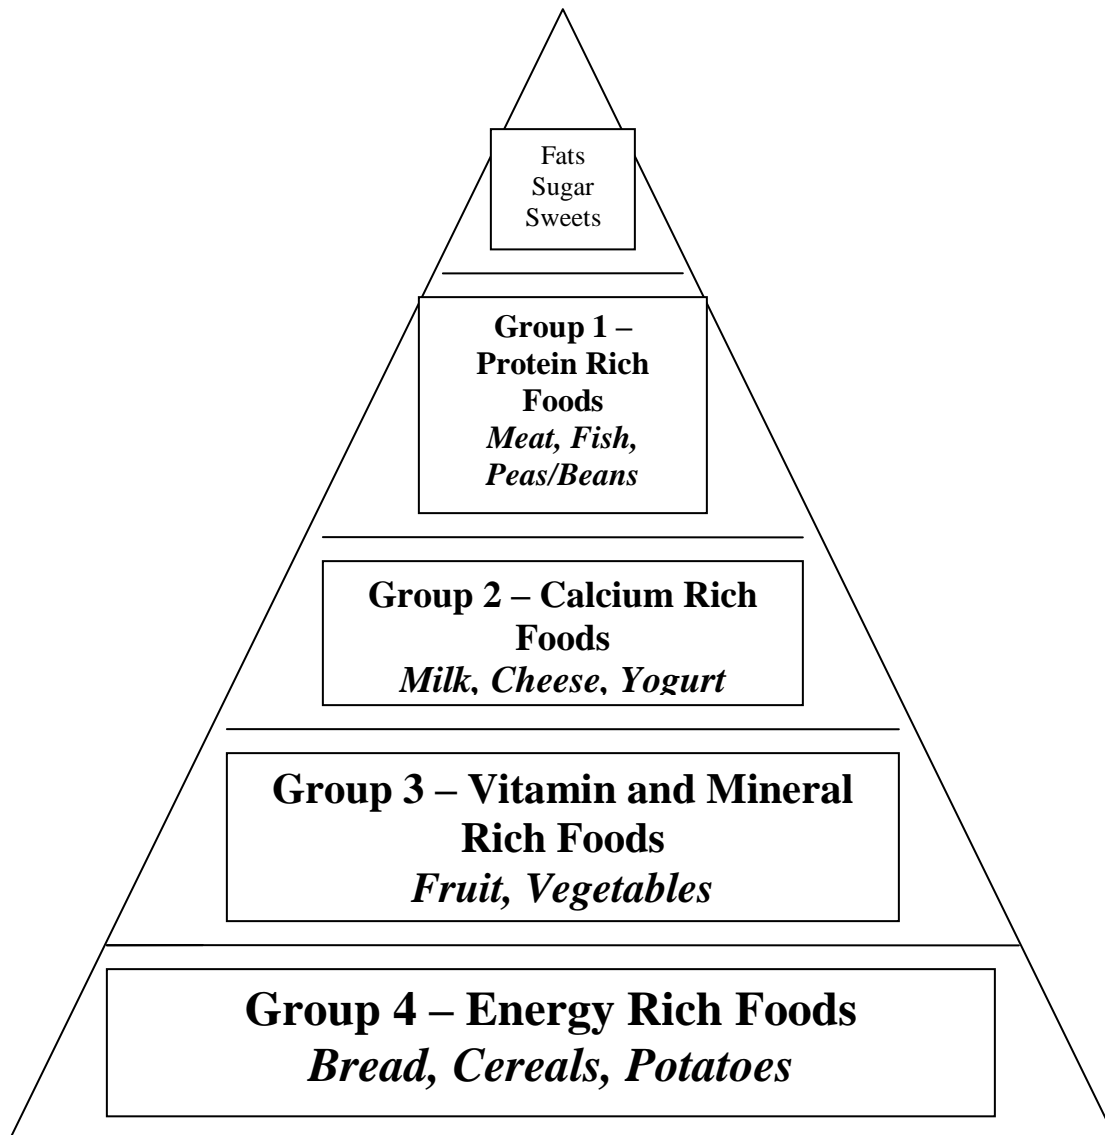 Fats
Sugar
Sweets
Group 1 –
Protein Rich
Foods
Meat, Fish,
Peas/Beans
Group 2 – Calcium Rich
Foods
Milk, Cheese, Yogurt
Group 3 – Vitamin and Mineral
Rich Foods
Fruit, Vegetables
Group 4 – Energy Rich Foods
Bread, Cereals, Potatoes